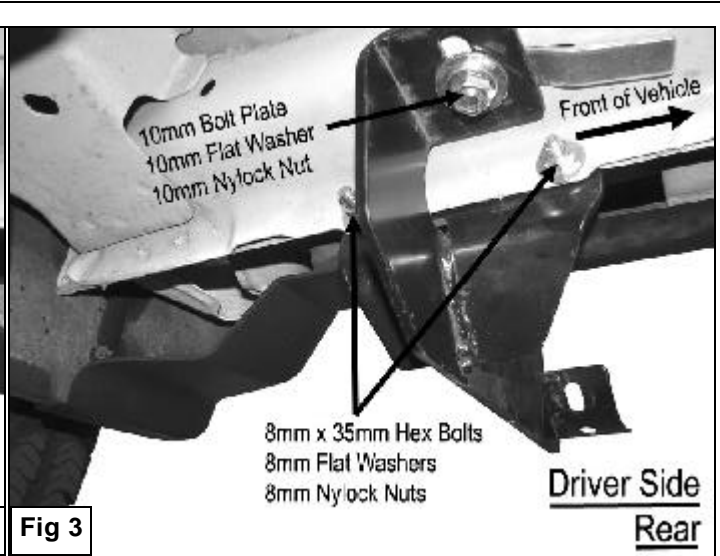 10mm Bolt Plate
10mm Flat Washer
10mm Nylock Nut
Front of Vehicle
8mm x 35mm Hex Bolts
8mm Flat Washers
8mm Nylock Nuts
Driver Side
Rear
Fig 3